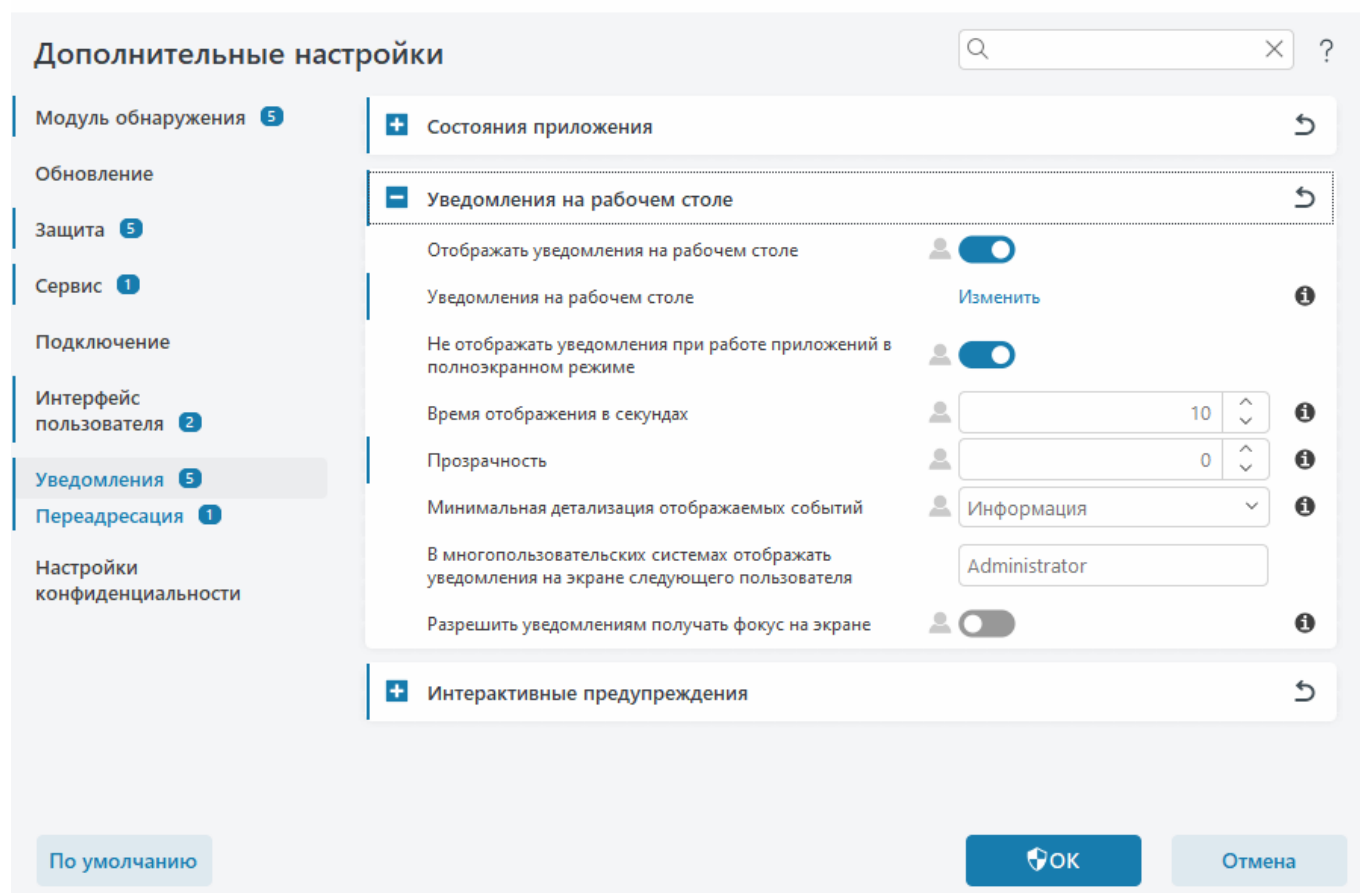 Дополнительные настройки
?
Модуль обнаружения 5
Обновление
Защита 5
Сервис 1
Подключение
Интерфейс
пользователя 2
Уведомления 5
Переадресация 1
Настройки
конфиденциальности
Состояния приложения
Уведомления на рабочем столе
Отображать уведомления на рабочем столе
Уведомления на рабочем столе Изменить
Не отображать уведомления при работе приложений в
полноэкранном режиме
Время отображения в секундах 10
Прозрачность 0
Минимальная детализация отображаемых событий Информация
В многопользовательских системах отображать
уведомления на экране следующего пользователя Administrator
Разрешить уведомлениям получать фокус на экране
Интерактивные предупреждения
По умолчанию OK Отмена